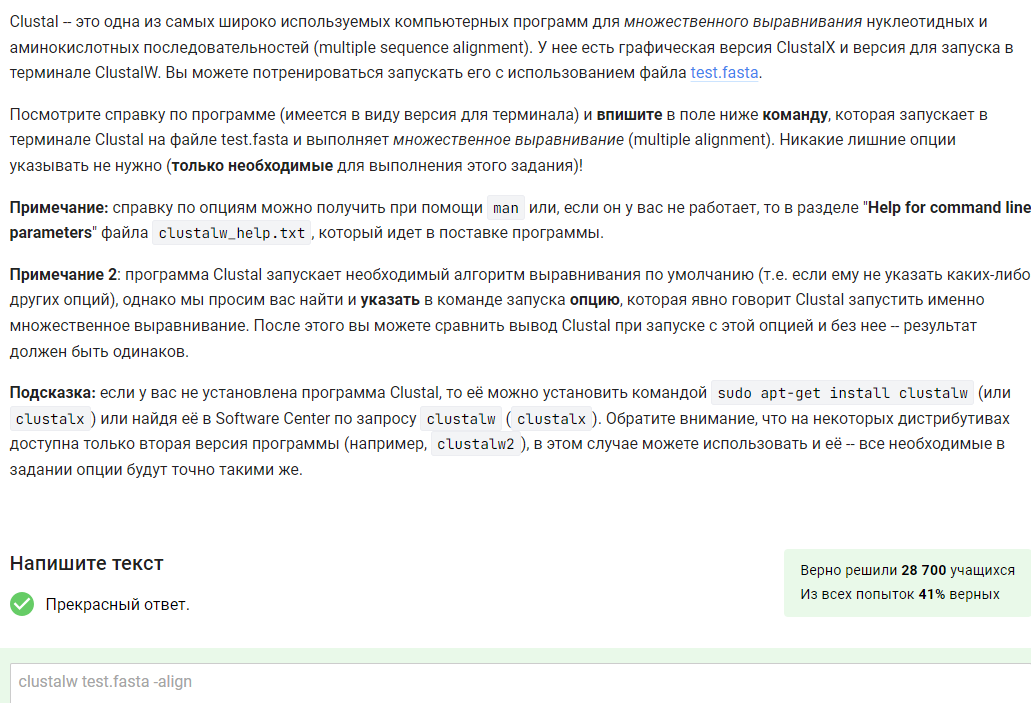 Clustal -- это одна из самых широко используемых компьютерных программ для множественного выравнивания нуклеотидных и
аминокислотных последовательностей (multiple sequence alignment). У нее есть графическая версия ClustalX и версия для запуска в
терминале ClustalW. Вы можете потренироваться запускать его с использованием файла test.fasta.
Посмотрите справку по программе (имеется в виду версия для терминала) и впишите в поле ниже команду, которая запускает в
терминале Clustal на файле test.fasta и выполняет множественное выравнивание (multiple alignment). Никакие лишние опции
указывать не нужно (только необходимые для выполнения этого задания)!
Примечание: справку по опциям можно получить при помощи man или, если он у вас не работает, то в разделе "Help for command line
parameters" файла clustalw_help.txt, который идет в поставке программы.
Примечание 2: программа Clustal запускает необходимый алгоритм выравнивания по умолчанию (т.е. если ему не указать каких-либо
других опций), однако мы просим вас найти и указать в команде запуска опцию, которая явно говорит Clustal запустить именно
множественное выравнивание. После этого вы можете сравнить вывод Clustal при запуске с этой опцией и без нее -- результат
должен быть одинаков.
Подсказка: если у вас не установлена программа Clustal, то её можно установить командой sudo apt-get install clustalw (или
clustalx) или найдя её в Software Center по запросу clustalw (clustalx). Обратите внимание, что на некоторых дистрибутивах
доступна только вторая версия программы (например, clustalw2), в этом случае можете использовать и её -- все необходимые в
задании опции будут точно такими же.
Напишите текст
Верно решили 28 700 учащихся
Из всех попыток 41% верных
Прекрасный ответ.
clustalw test.fasta -align